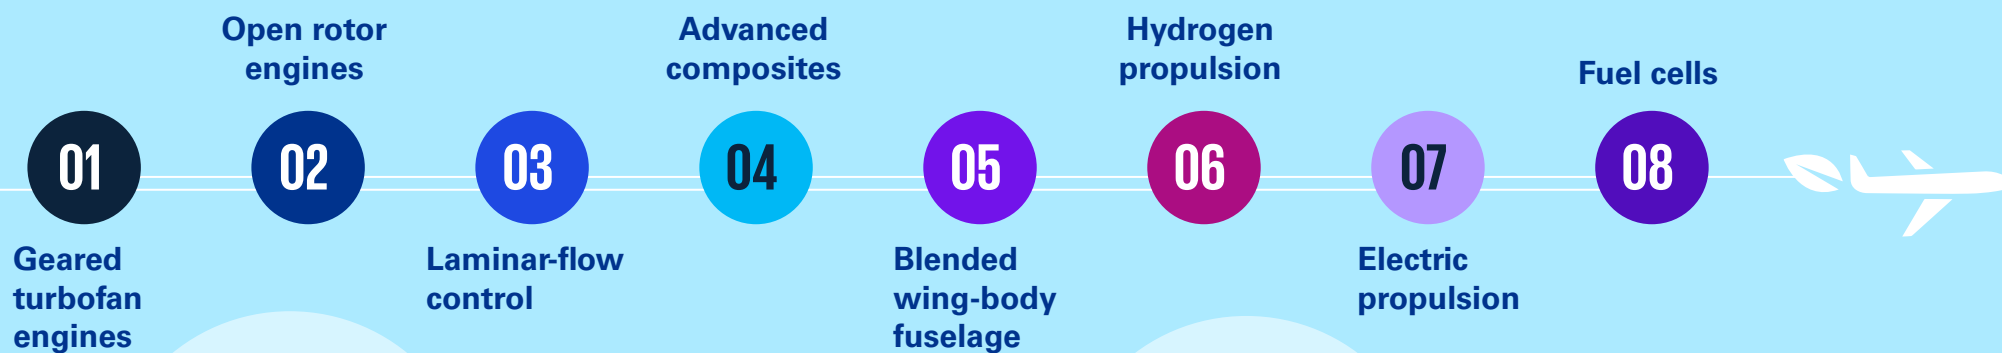 01
Geared
turbofan
engines
Open rotor
engines
02
03
Laminar-flow
control
Advanced
composites
04
05
Blended
wing-body
fuselage
Hydrogen
propulsion
06
07
Electric
propulsion
Fuel cells
08